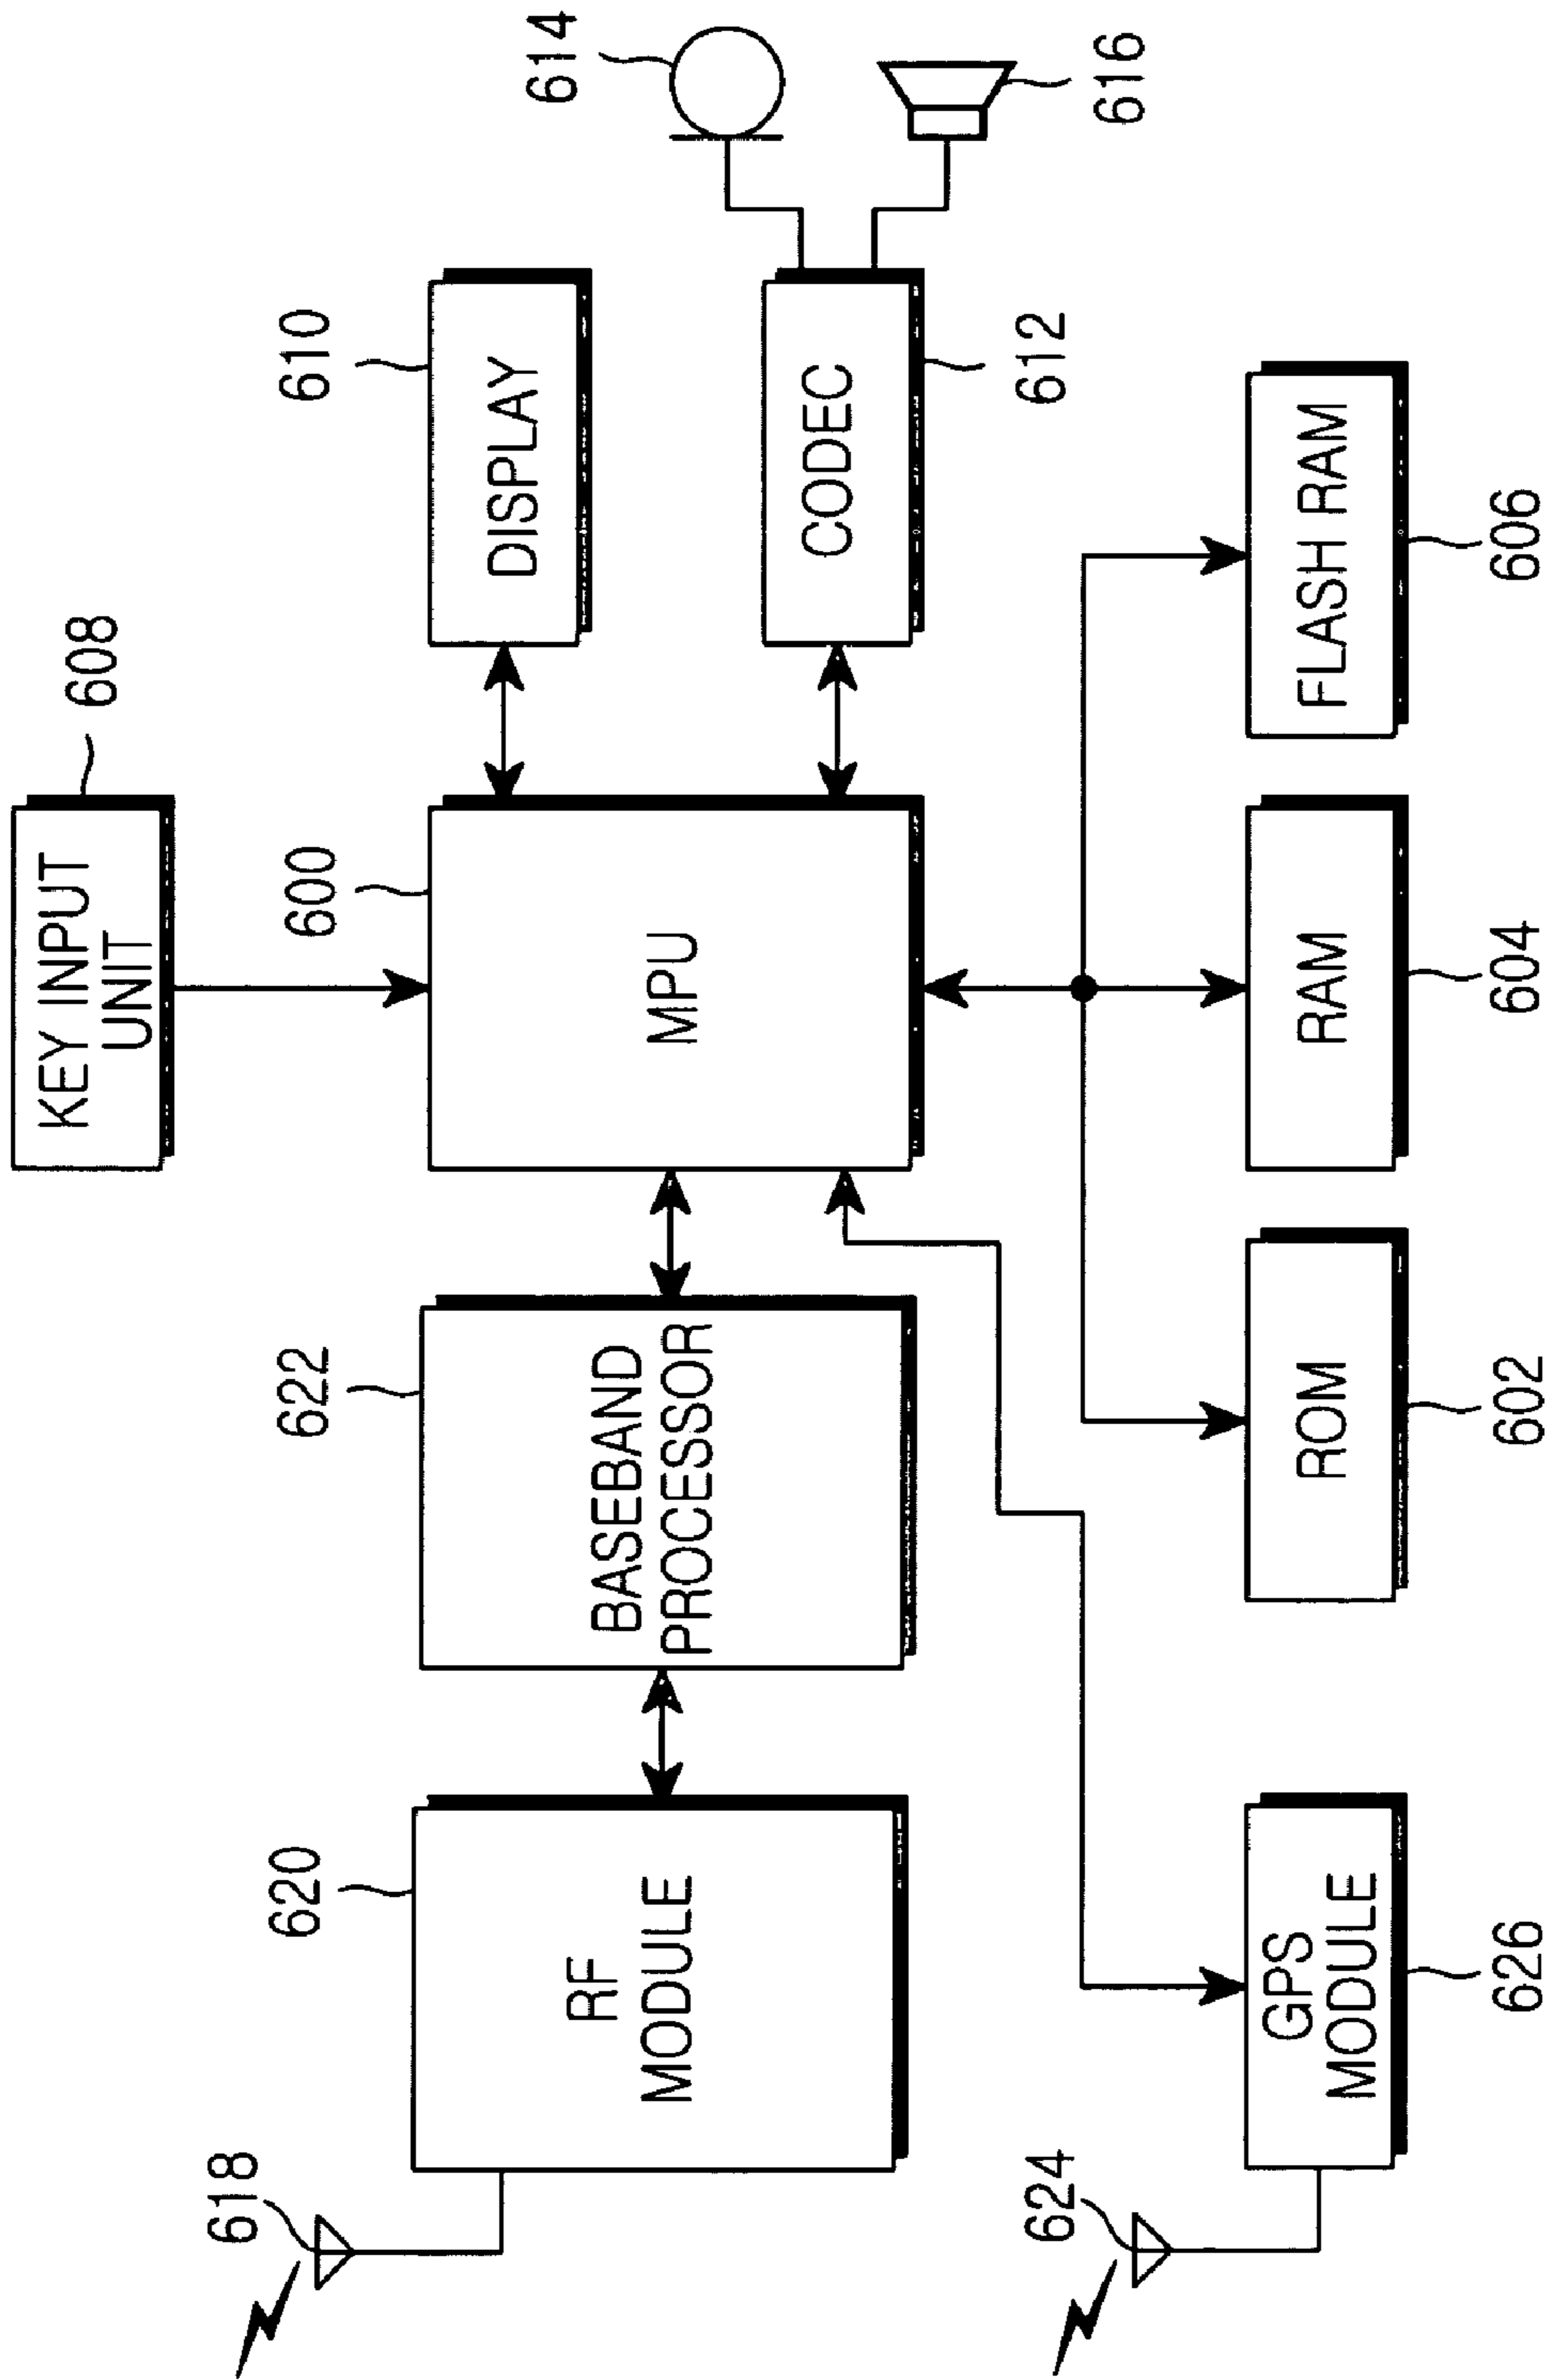 608
KEY INPUT
UNIT
618
620
622
600
610
614
RF
MODULE
BASEBAND
PROCESSOR
MPU
DISPLAY
CODEC
612
616
624
GPS
MODULE
ROM
RAM
FLASH RAM
626
602
604
606